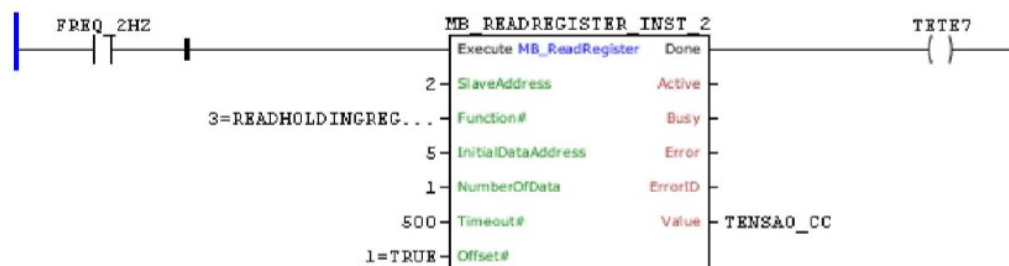 FREQ_2HZ MB_READREGISTER_INST_2 TETE7
Execute MB_ReadRegister Done
2 SlaveAddress Active
3=READHOLDINGREG... Function# Busy
5 InitialDataAddress Error
1 NumberOfData ErrorID
500 Timeout# Value TENSAO_CC
1=TRUE Offset#